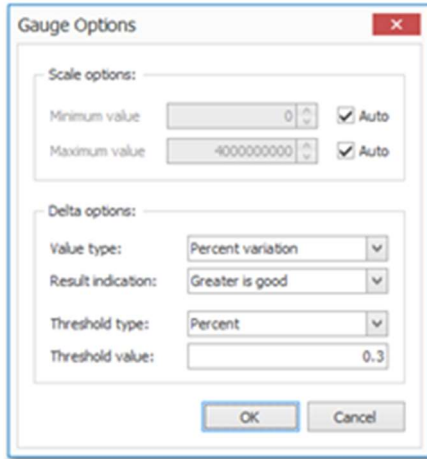 Gauge Options
Scale options:
Minimum value 0 Auto
Maximum value 4000000000 Auto
Delta options:
Value type: Percent variation
Result indication: Greater is good
Threshold type: Percent
Threshold value: 0.3
OK Cancel